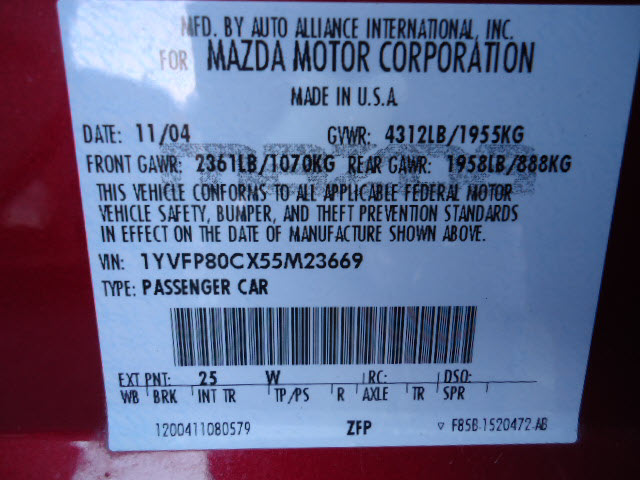 MFD. BY AUTO ALLIANCE INTERNATIONAL, INC.
FOR MAZDA MOTOR CORPORATION
MADE IN U.S.A
DATE: 11/04 GVWR: 4312LB/1955KG
FRONT GAWR: 2361LB/1070KG REAR GAWR: 1958LB/888KG
THIS VEHICLE CONFORMS TO ALL APPLICABLE FEDERAL MOTOR
VEHICLE SAFETY, BUMPER, AND THEFT PREVENTION STANDARDS
IN EFFECT ON THE DATE OF MANUFACTURE SHOWN ABOVE.
VIN: 1YVFP80CX55M23669
TYPE: PASSENGER CAR
EXT PNT: 25 W RC: DSO:
WB BRK INT TR TP/PS R AXLE TR SPR
1200411080579 ZFP ▽ F85B-1520472-AB